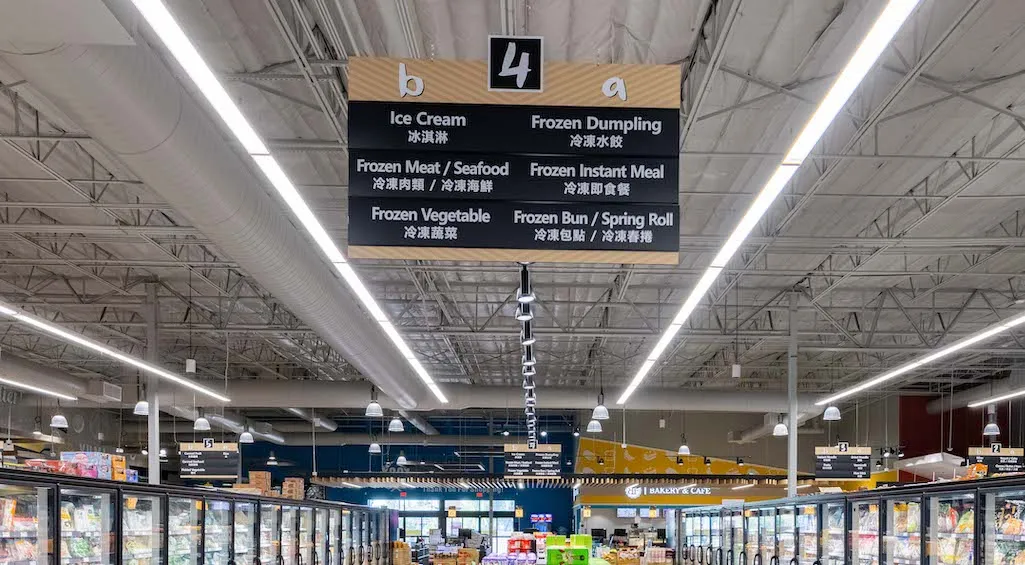 4
b
a
Ice Cream
冰淇淋
Frozen Meat / Seafood
冷凍肉類 / 冷凍海鮮
Frozen Vegetable
冷凍蔬菜
Frozen Dumpling
冷凍水餃
Frozen Instant Meal
冷凍即食餐
Frozen Bun / Spring Roll
冷凍包點 / 冷凍春捲
5
BAKERY & CAFE